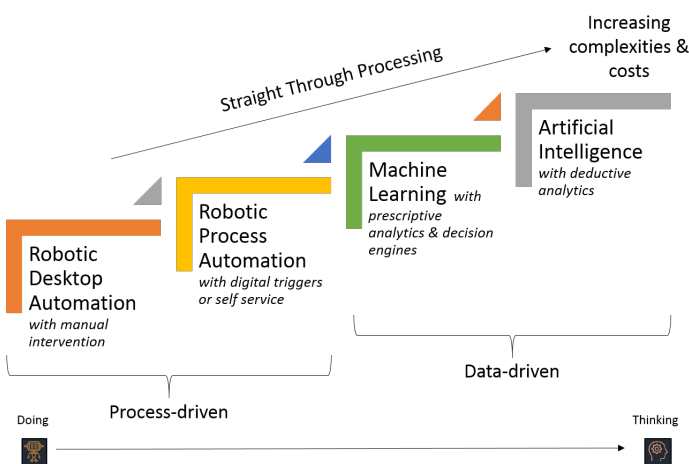 Increasing
complexities &
costs
Straight Through Processing
Artificial
Intelligence
with deductive
analytics
Machine
Learning with
prescriptive
analytics & decision
engines
Robotic
Process
Automation
with digital triggers
or self service
Robotic
Desktop
Automation
with manual
intervention
Data-driven
Process-driven
Doing
Thinking